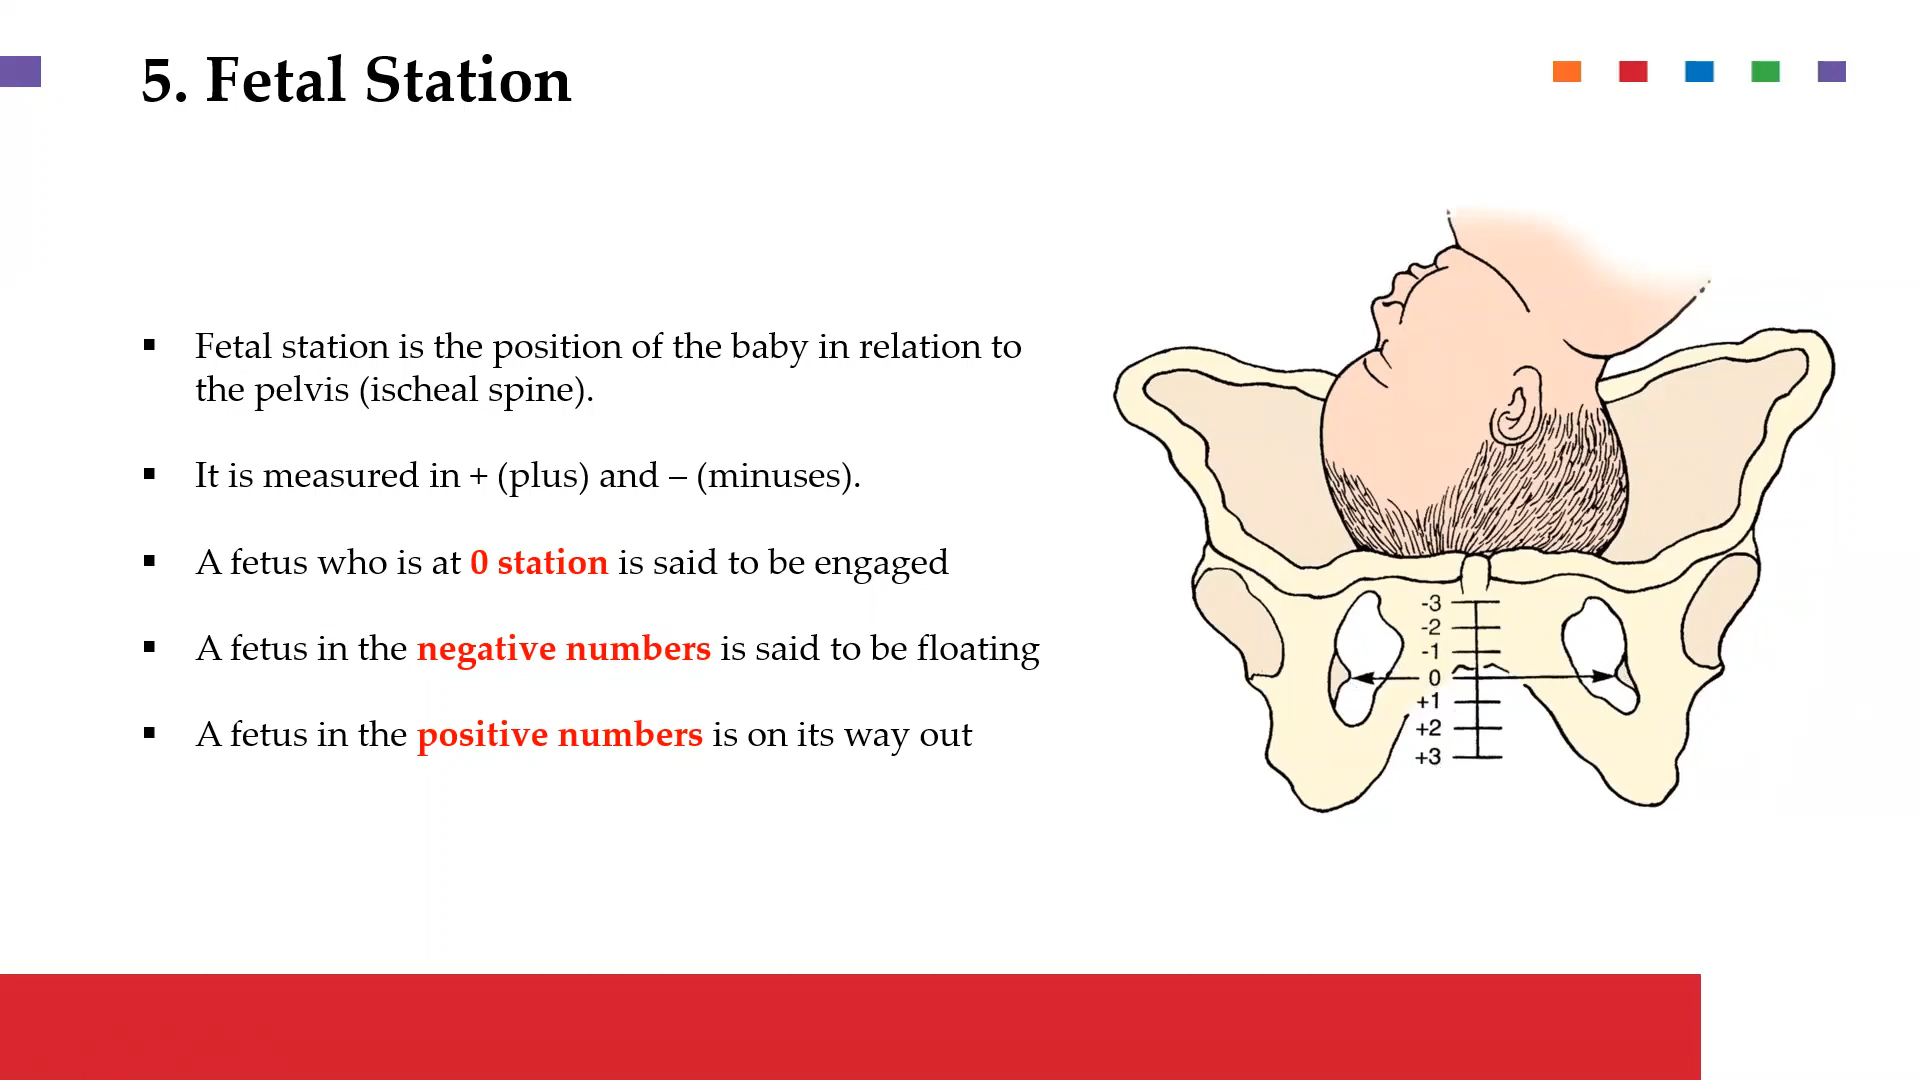 5. Fetal Station
▪ Fetal station is the position of the baby in relation to
the pelvis (ischeal spine).
▪ It is measured in + (plus) and – (minuses).
▪ A fetus who is at 0 station is said to be engaged
▪ A fetus in the negative numbers is said to be floating
▪ A fetus in the positive numbers is on its way out
-3
-2
-1
0
+1
+2
+3